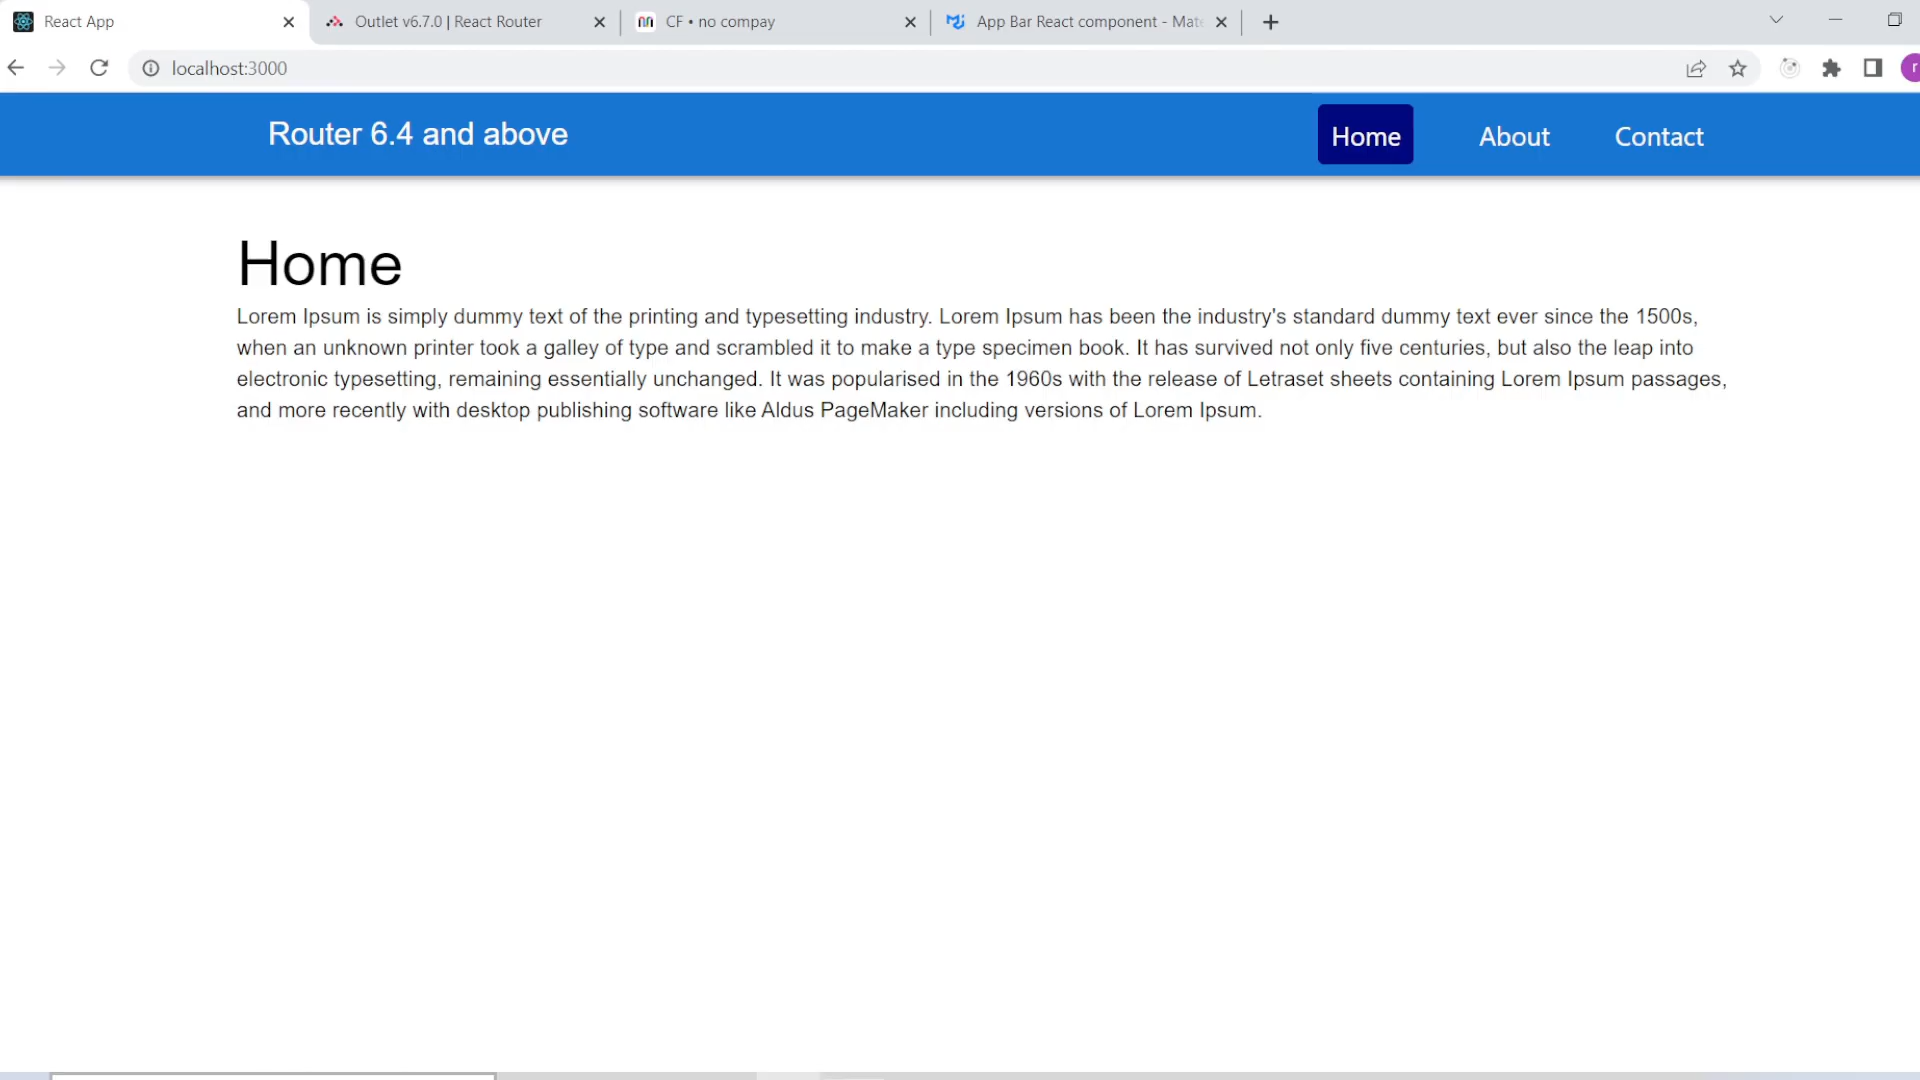 React App
Outlet v6.7.0 | React Router
CF • no compay
App Bar React component - Mate
localhost:3000
r
Router 6.4 and above
Home
About
Contact
Home
Lorem Ipsum is simply dummy text of the printing and typesetting industry. Lorem Ipsum has been the industry's standard dummy text ever since the 1500s,
when an unknown printer took a galley of type and scrambled it to make a type specimen book. It has survived not only five centuries, but also the leap into
electronic typesetting, remaining essentially unchanged. It was popularised in the 1960s with the release of Letraset sheets containing Lorem Ipsum passages,
and more recently with desktop publishing software like Aldus PageMaker including versions of Lorem Ipsum.